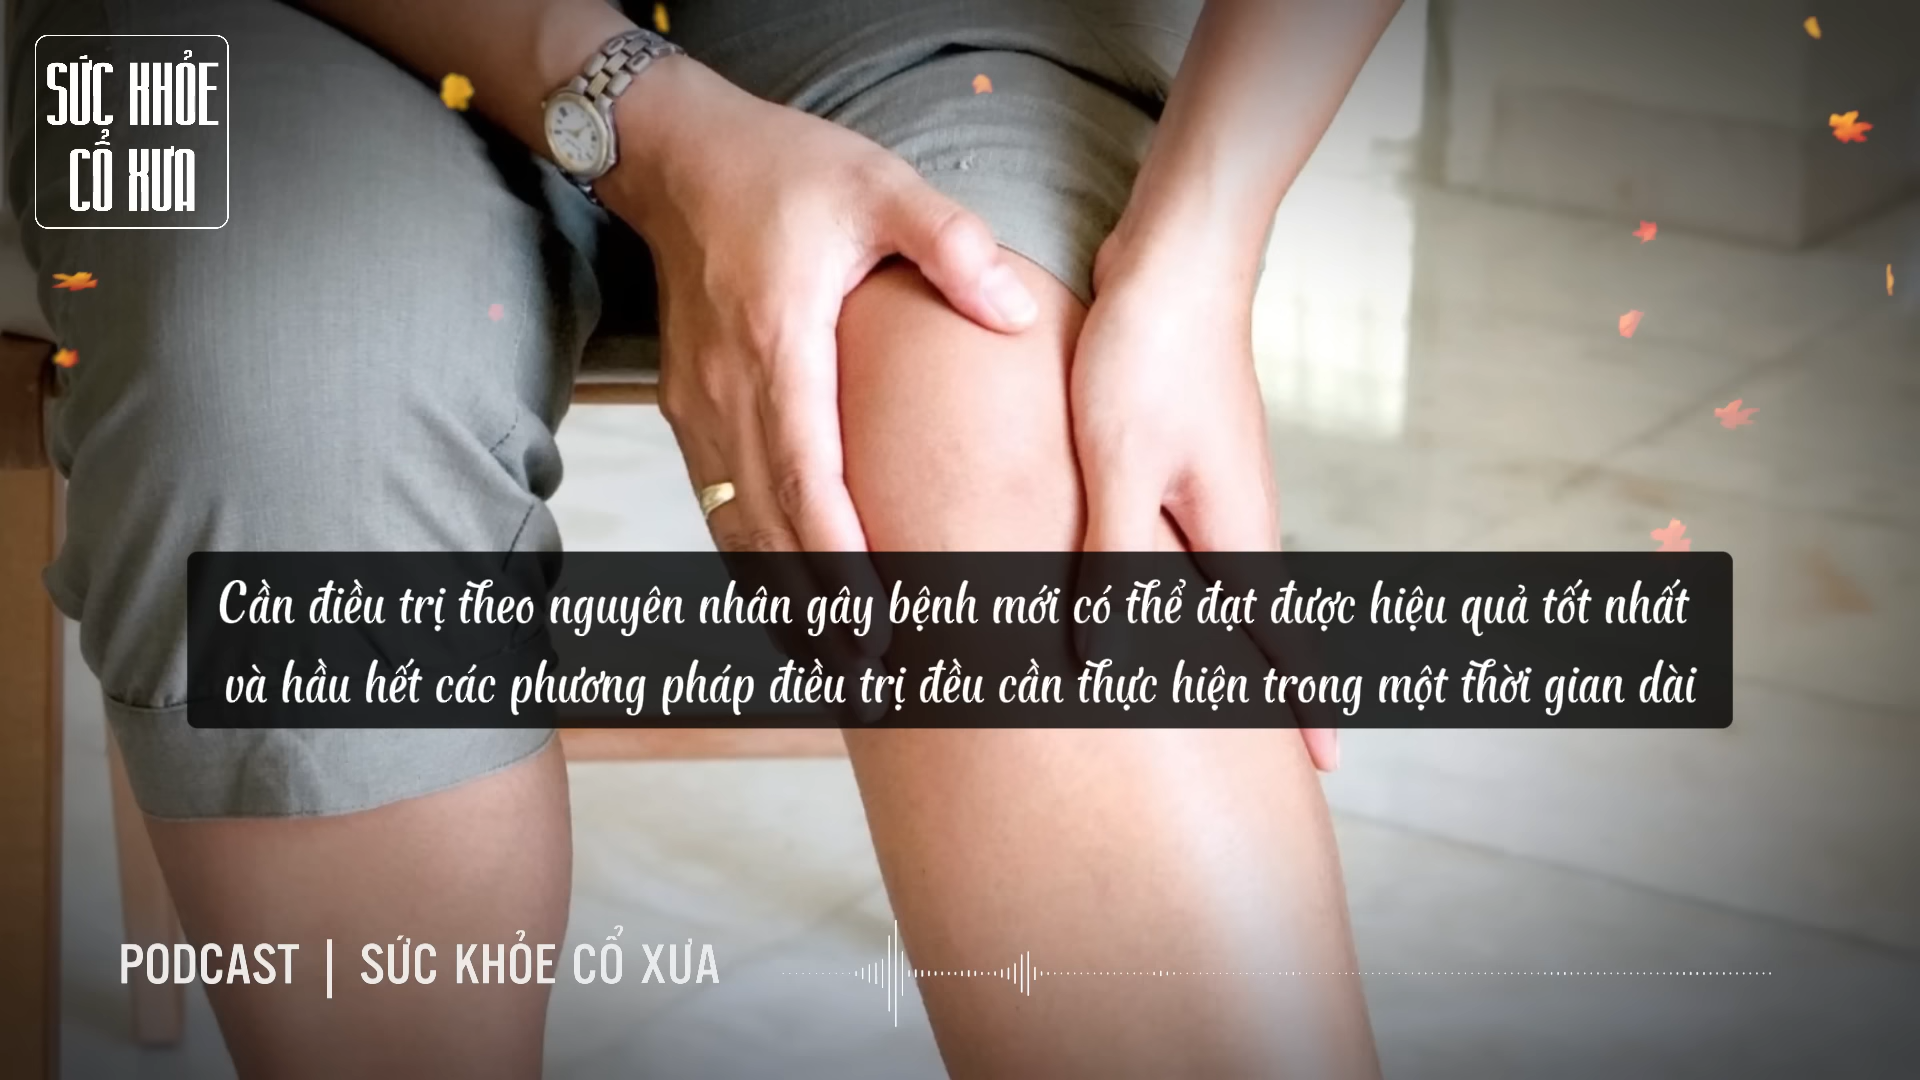 SỨC KHỎE
CỔ XƯA
Cần điều trị theo nguyên nhân gây bệnh mới có thể đạt được hiệu quả tốt nhất
và hầu hết các phương pháp điều trị đều cần thực hiện trong một thời gian dài
PODCAST | SỨC KHỎE CỔ XƯA